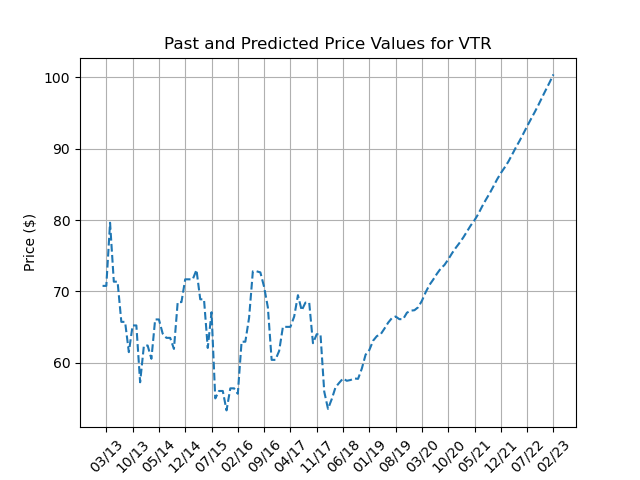 Past and Predicted Price Values for VTR
Price ($)
100
90
80
70
60
03/13 10/13 05/14 12/14 07/15 02/16 09/16 04/17 11/17 06/18 01/19 08/19 03/20 10/20 05/21 12/21 07/22 02/23